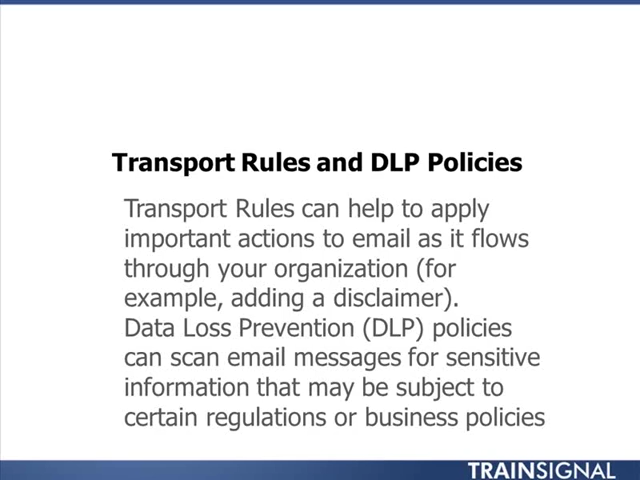 Transport Rules and DLP Policies
Transport Rules can help to apply
important actions to email as it flows
through your organization (for
example, adding a disclaimer).
Data Loss Prevention (DLP) policies
can scan email messages for sensitive
information that may be subject to
certain regulations or business policies
TRAINSIGNAL